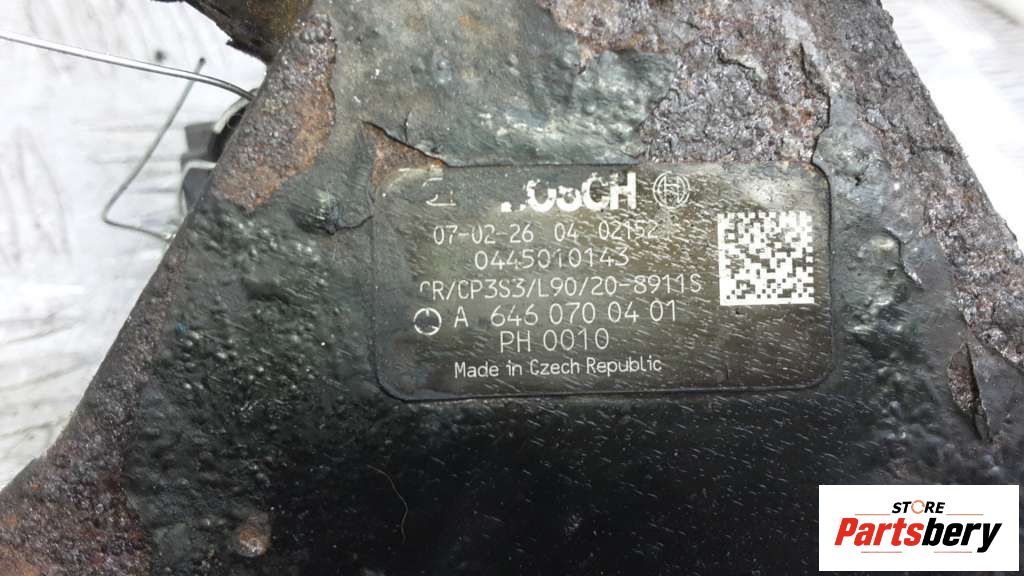 BOSCH
07-02-26 04 02152
0445010143
CR/CP3S3/L90/20-8911S
A 646 070 04 01
PH 0010
Made in Czech Republic
STORE
Partsbery